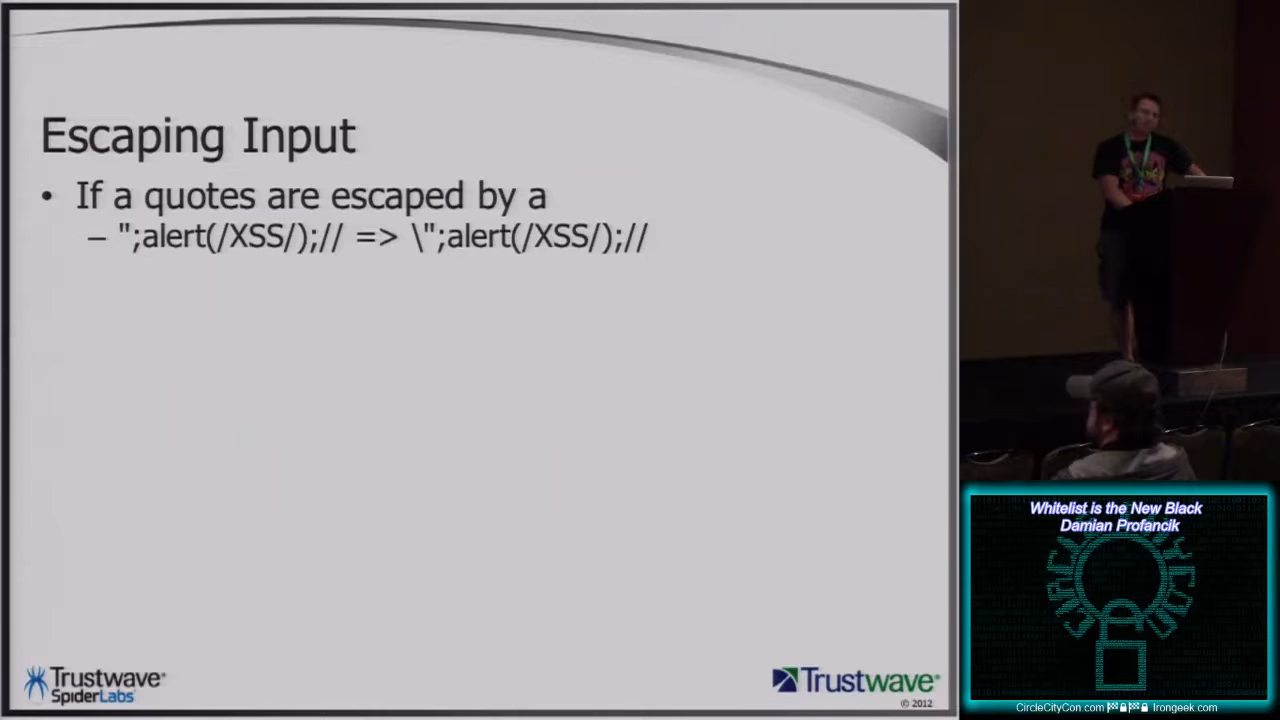 Escaping Input
• If a quotes are escaped by a
– ";alert(/XSS/);// => \";alert(/XSS/);//
Trustwave®
SpiderLabs®
Trustwave®
© 2012
Whitelist is the New Black
Damian Profancik
CircleCityCon.com Irongeek.com